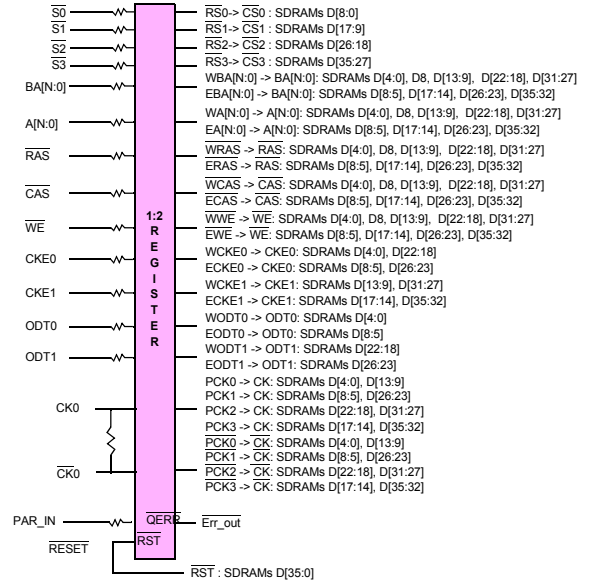 S0
S1
S2
S3
BA[N:0]
A[N:0]
RAS
CAS
WE
CKE0
CKE1
ODT0
ODT1
CK0
CK0
PAR_IN
RESET
1:2
R
E
G
I
S
T
E
R
QERR
RST
RS0-> CS0 : SDRAMs D[8:0]
RS1-> CS1 : SDRAMs D[17:9]
RS2-> CS2 : SDRAMs D[26:18]
RS3-> CS3 : SDRAMs D[35:27]
WBA[N:0] -> BA[N:0]: SDRAMs D[4:0], D8, D[13:9], D[22:18], D[31:27]
EBA[N:0] -> BA[N:0]: SDRAMs D[8:5], D[17:14], D[26:23], D[35:32]
WA[N:0] -> A[N:0]: SDRAMs D[4:0], D8, D[13:9], D[22:18], D[31:27]
EA[N:0] -> A[N:0]: SDRAMs D[8:5], D[17:14], D[26:23], D[35:32]
WRAS -> RAS: SDRAMs D[4:0], D8, D[13:9], D[22:18], D[31:27]
ERAS -> RAS: SDRAMs D[8:5], D[17:14], D[26:23], D[35:32]
WCAS -> CAS: SDRAMs D[4:0], D8, D[13:9], D[22:18], D[31:27]
ECAS -> CAS: SDRAMs D[8:5], D[17:14], D[26:23], D[35:32]
WWE -> WE: SDRAMs D[4:0], D8, D[13:9], D[22:18], D[31:27]
EWE -> WE: SDRAMs D[8:5], D[17:14], D[26:23], D[35:32]
WCKE0 -> CKE0: SDRAMs D[4:0], D[22:18]
ECKE0 -> CKE0: SDRAMs D[8:5], D[26:23]
WCKE1 -> CKE1: SDRAMs D[13:9], D[31:27]
ECKE1 -> CKE1: SDRAMs D[17:14], D[35:32]
WODT0 -> ODT0: SDRAMs D[4:0]
EODT0 -> ODT0: SDRAMs D[8:5]
WODT1 -> ODT1: SDRAMs D[22:18]
EODT1 -> ODT1: SDRAMs D[26:23]
PCK0 -> CK: SDRAMs D[4:0], D[13:9]
PCK1 -> CK: SDRAMs D[8:5], D[26:23]
PCK2 -> CK: SDRAMs D[22:18], D[31:27]
PCK3 -> CK: SDRAMs D[17:14], D[35:32]
PCK0 -> CK: SDRAMs D[4:0], D[13:9]
PCK1 -> CK: SDRAMs D[8:5], D[26:23]
PCK2 -> CK: SDRAMs D[22:18], D[31:27]
PCK3 -> CK: SDRAMs D[17:14], D[35:32]
Err_out
RST : SDRAMs D[35:0]